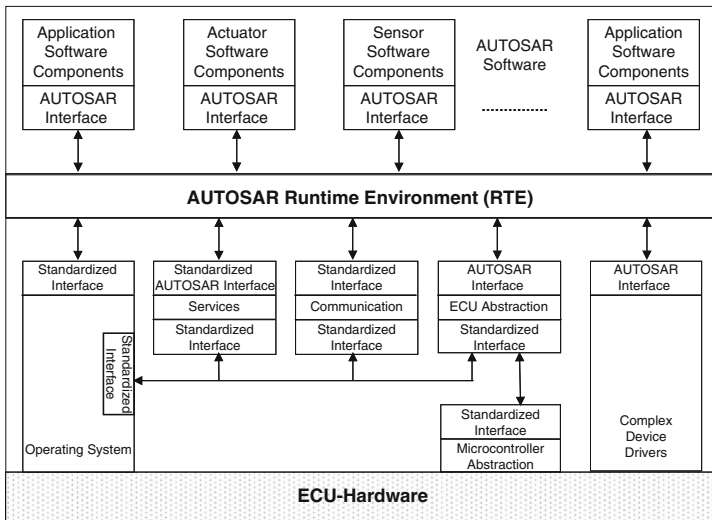 Application
Software
Components
AUTOSAR
Interface
Actuator
Software
Components
AUTOSAR
Interface
Sensor
Software
Components
AUTOSAR
Interface
AUTOSAR
Software
..............
Application
Software
Components
AUTOSAR
Interface
AUTOSAR Runtime Environment (RTE)
Standardized
Interface
Standardized
Interface
Operating System
Standardized
AUTOSAR Interface
Services
Standardized
Interface
Standardized
Interface
Communication
Standardized
Interface
AUTOSAR
Interface
ECU Abstraction
Standardized
Interface
Standardized
Interface
Microcontroller
Abstraction
AUTOSAR
Interface
Complex
Device
Drivers
ECU-Hardware